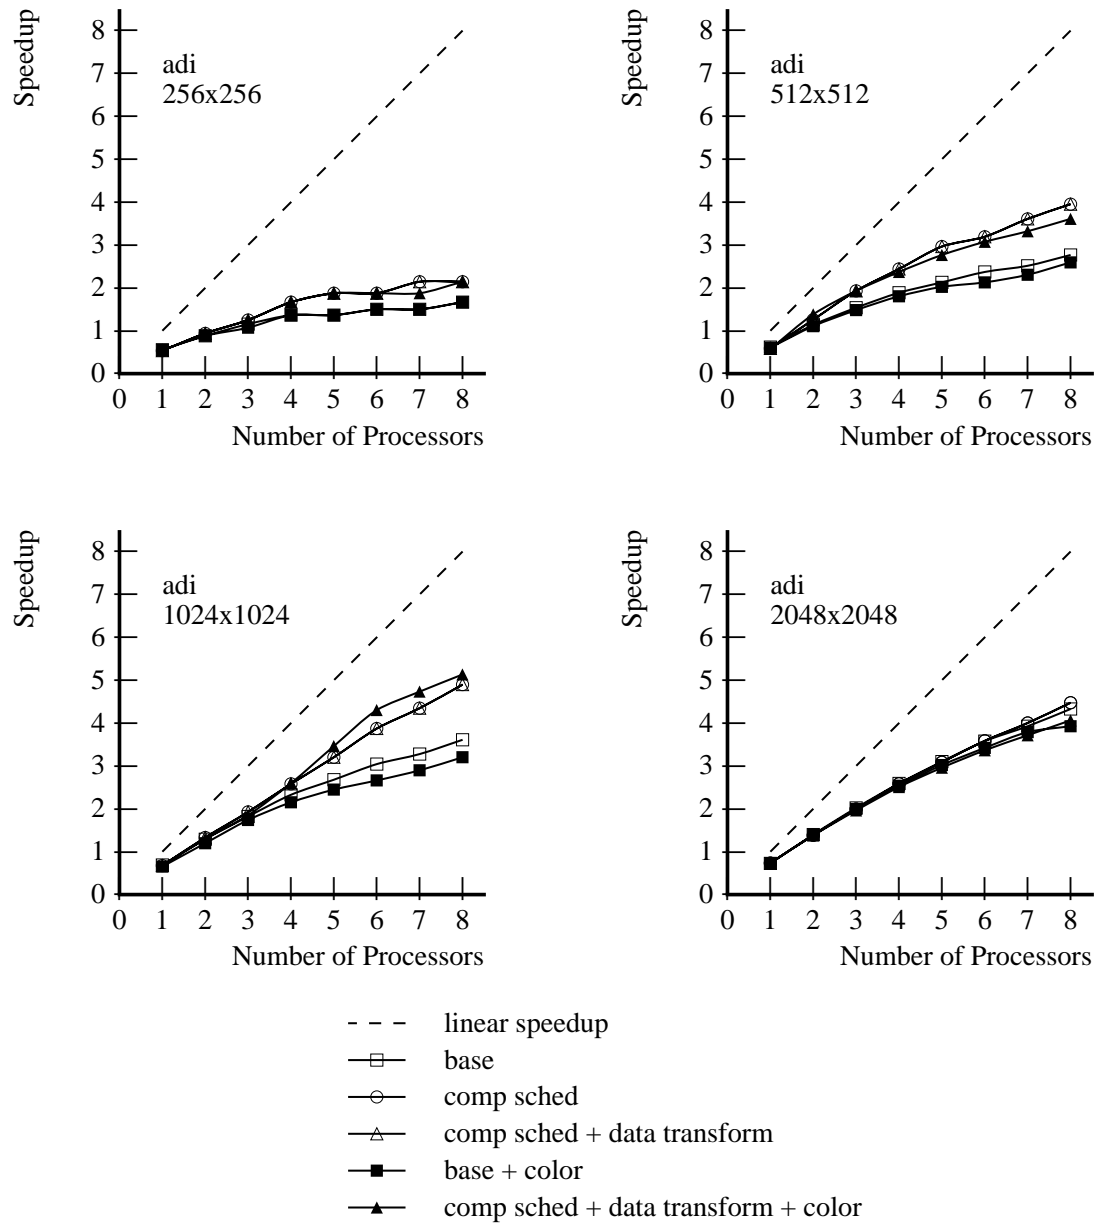 Speedup
8
7
6
5
4
3
2
1
0
adi
256x256
0 1 2 3 4 5 6 7 8
Number of Processors
Speedup
8
7
6
5
4
3
2
1
0
adi
512x512
0 1 2 3 4 5 6 7 8
Number of Processors
Speedup
8
7
6
5
4
3
2
1
0
adi
1024x1024
0 1 2 3 4 5 6 7 8
Number of Processors
Speedup
8
7
6
5
4
3
2
1
0
adi
2048x2048
0 1 2 3 4 5 6 7 8
Number of Processors
linear speedup
base
comp sched
comp sched + data transform
base + color
comp sched + data transform + color